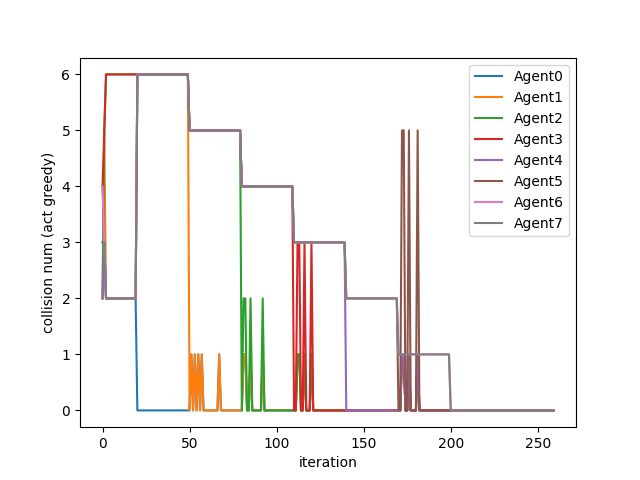 6
5
4
3
2
1
0
collision num (act greedy)
0
50
100
150
200
250
iteration
Agent0
Agent1
Agent2
Agent3
Agent4
Agent5
Agent6
Agent7